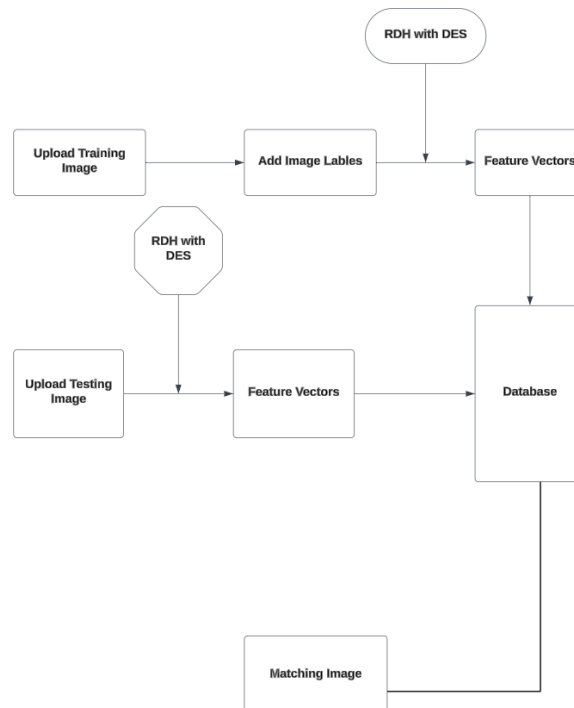 RDH with DES
Upload Training
Image
Add Image Lables
Feature Vectors
RDH with
DES
Upload Testing
Image
Feature Vectors
Database
Matching Image